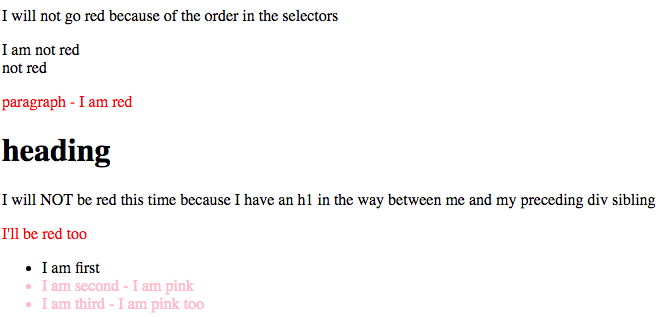 I will not go red because of the order in the selectors
I am not red
not red
paragraph - I am red
heading
I will NOT be red this time because I have an h1 in the way between me and my preceding div sibling
I'll be red too
• I am first
• I am second - I am pink
• I am third - I am pink too